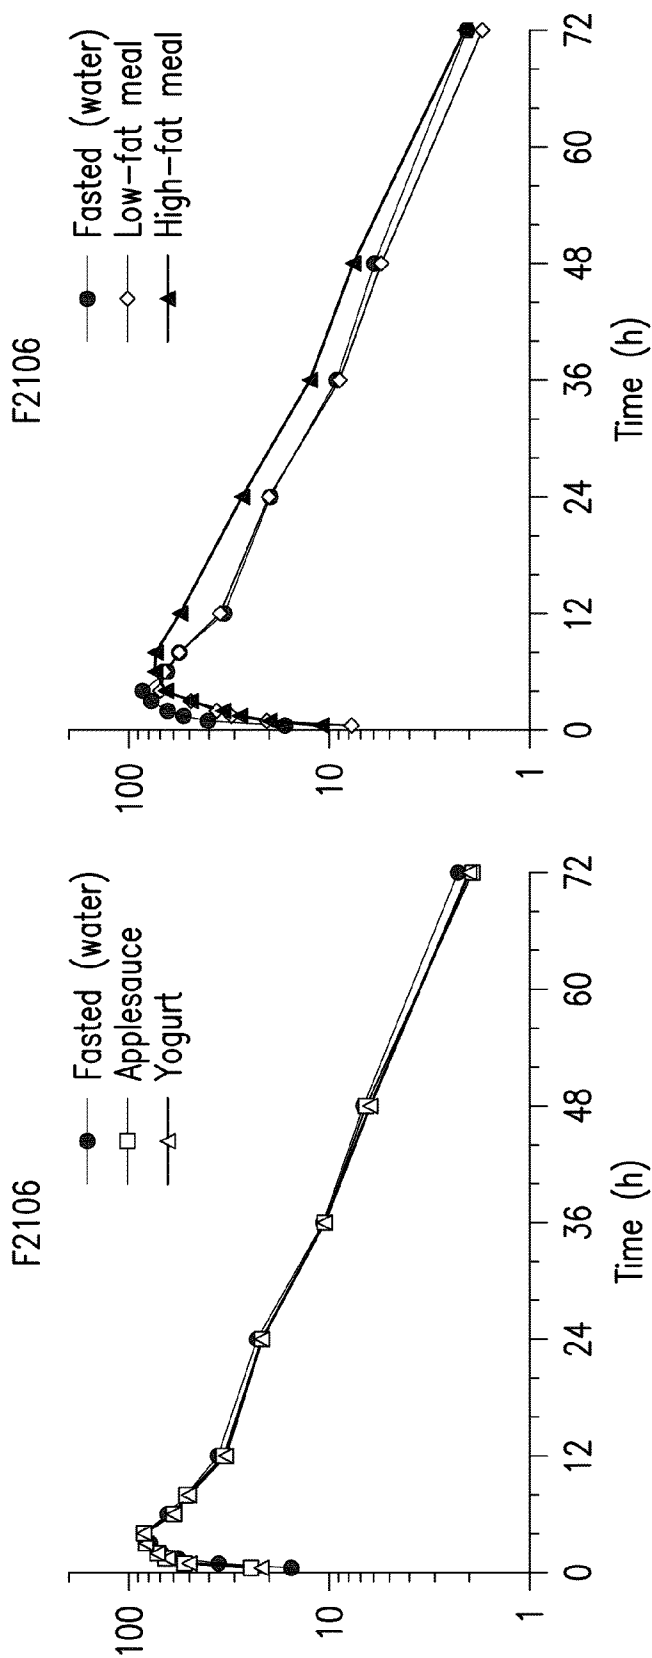 F2106
Fasted (water)
Applesauce
Yogurt
100
10
1
0
12
24
36
48
60
72
Time (h)
F2106
Fasted (water)
Low-fat meal
High-fat meal
100
10
1
0
12
24
36
48
60
72
Time (h)